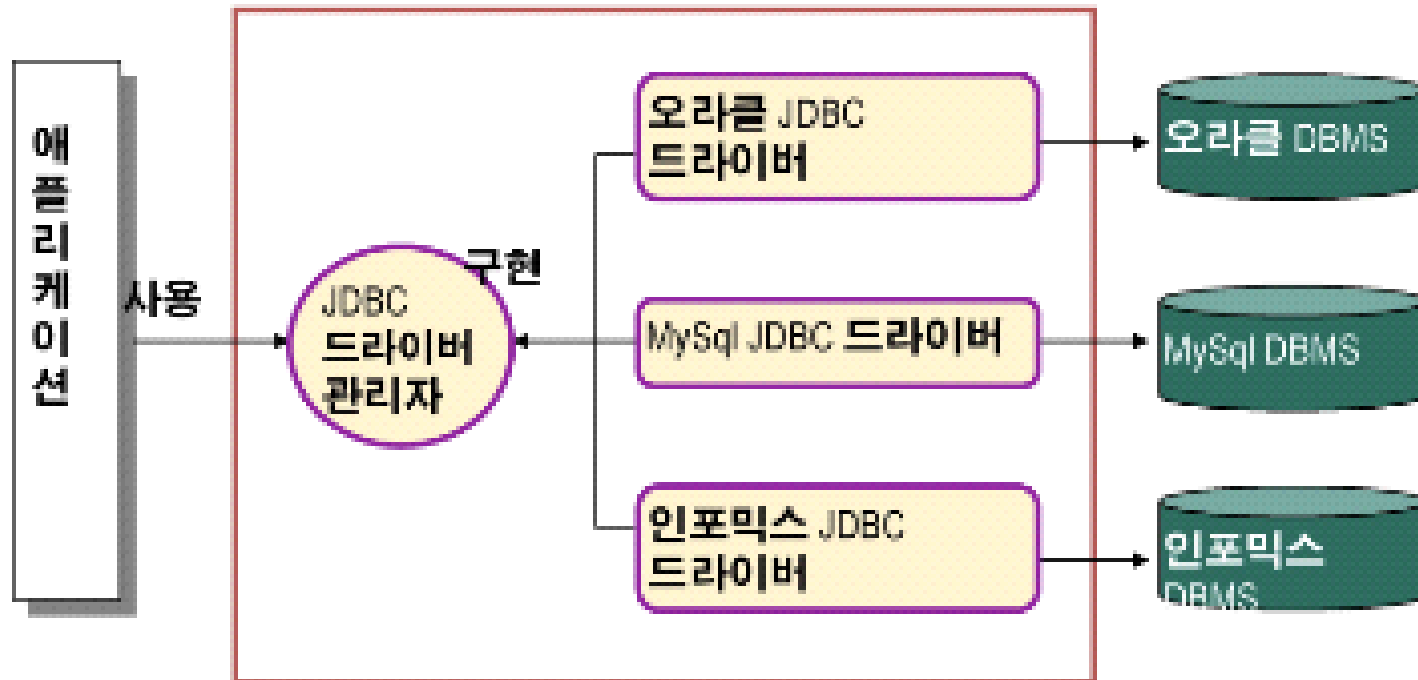 애플리케이션
사용
JDBC
드라이버
관리자
구현
오라클 JDBC
드라이버
MySql JDBC 드라이버
인포믹스 JDBC
드라이버
오라클 DBMS
MySql DBMS
인포믹스
DBMS